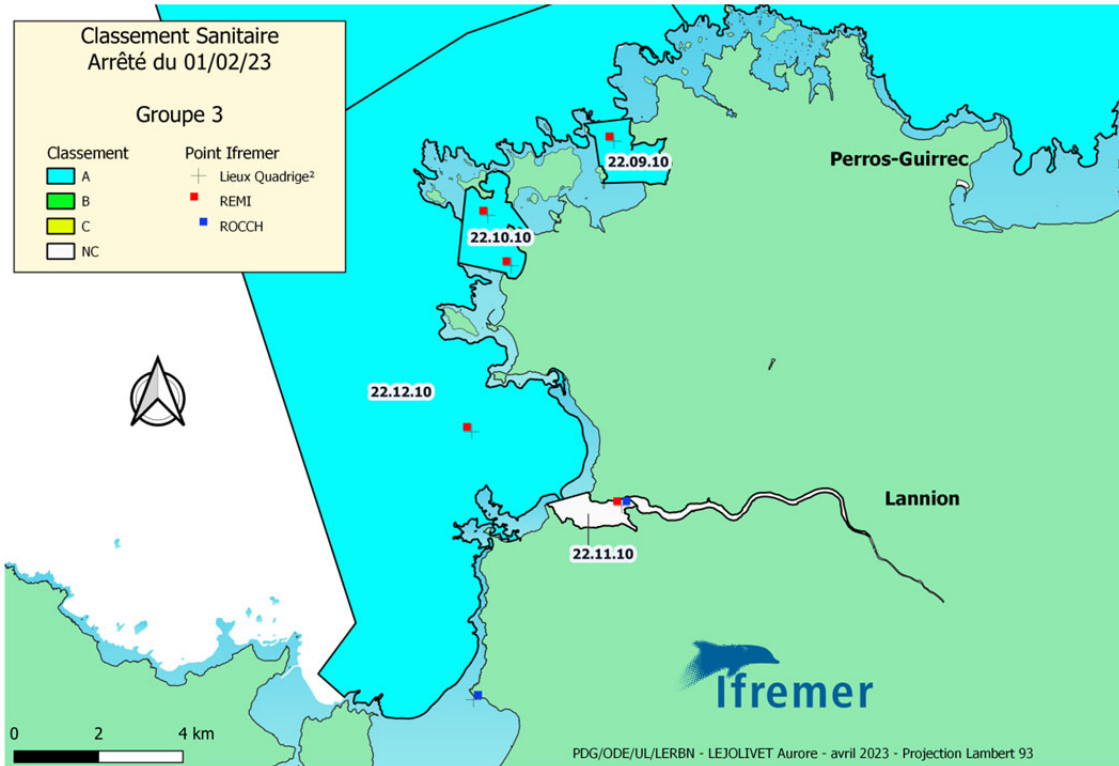 Classement Sanitaire
Arrêté du 01/02/23
Groupe 3
Classement
Point Ifremer
A
Lieux Quadrige²
B
REMI
C
ROCCH
NC
22.09.10
Perros-Guirrec
22.10.10
22.12.10
Lannion
22.11.10
Ifremer
0 2 4 km
PDG/ODE/UL/LERBN - LEJOLIVET Aurore - avril 2023 - Projection Lambert 93